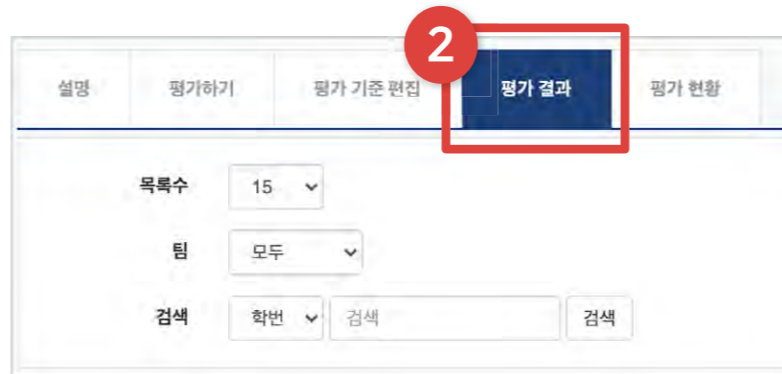 2
설명 평가하기 평가 기준 편집 평가 결과 평가 현황
목록수 15
팀 모두
검색 학번 검색 검색